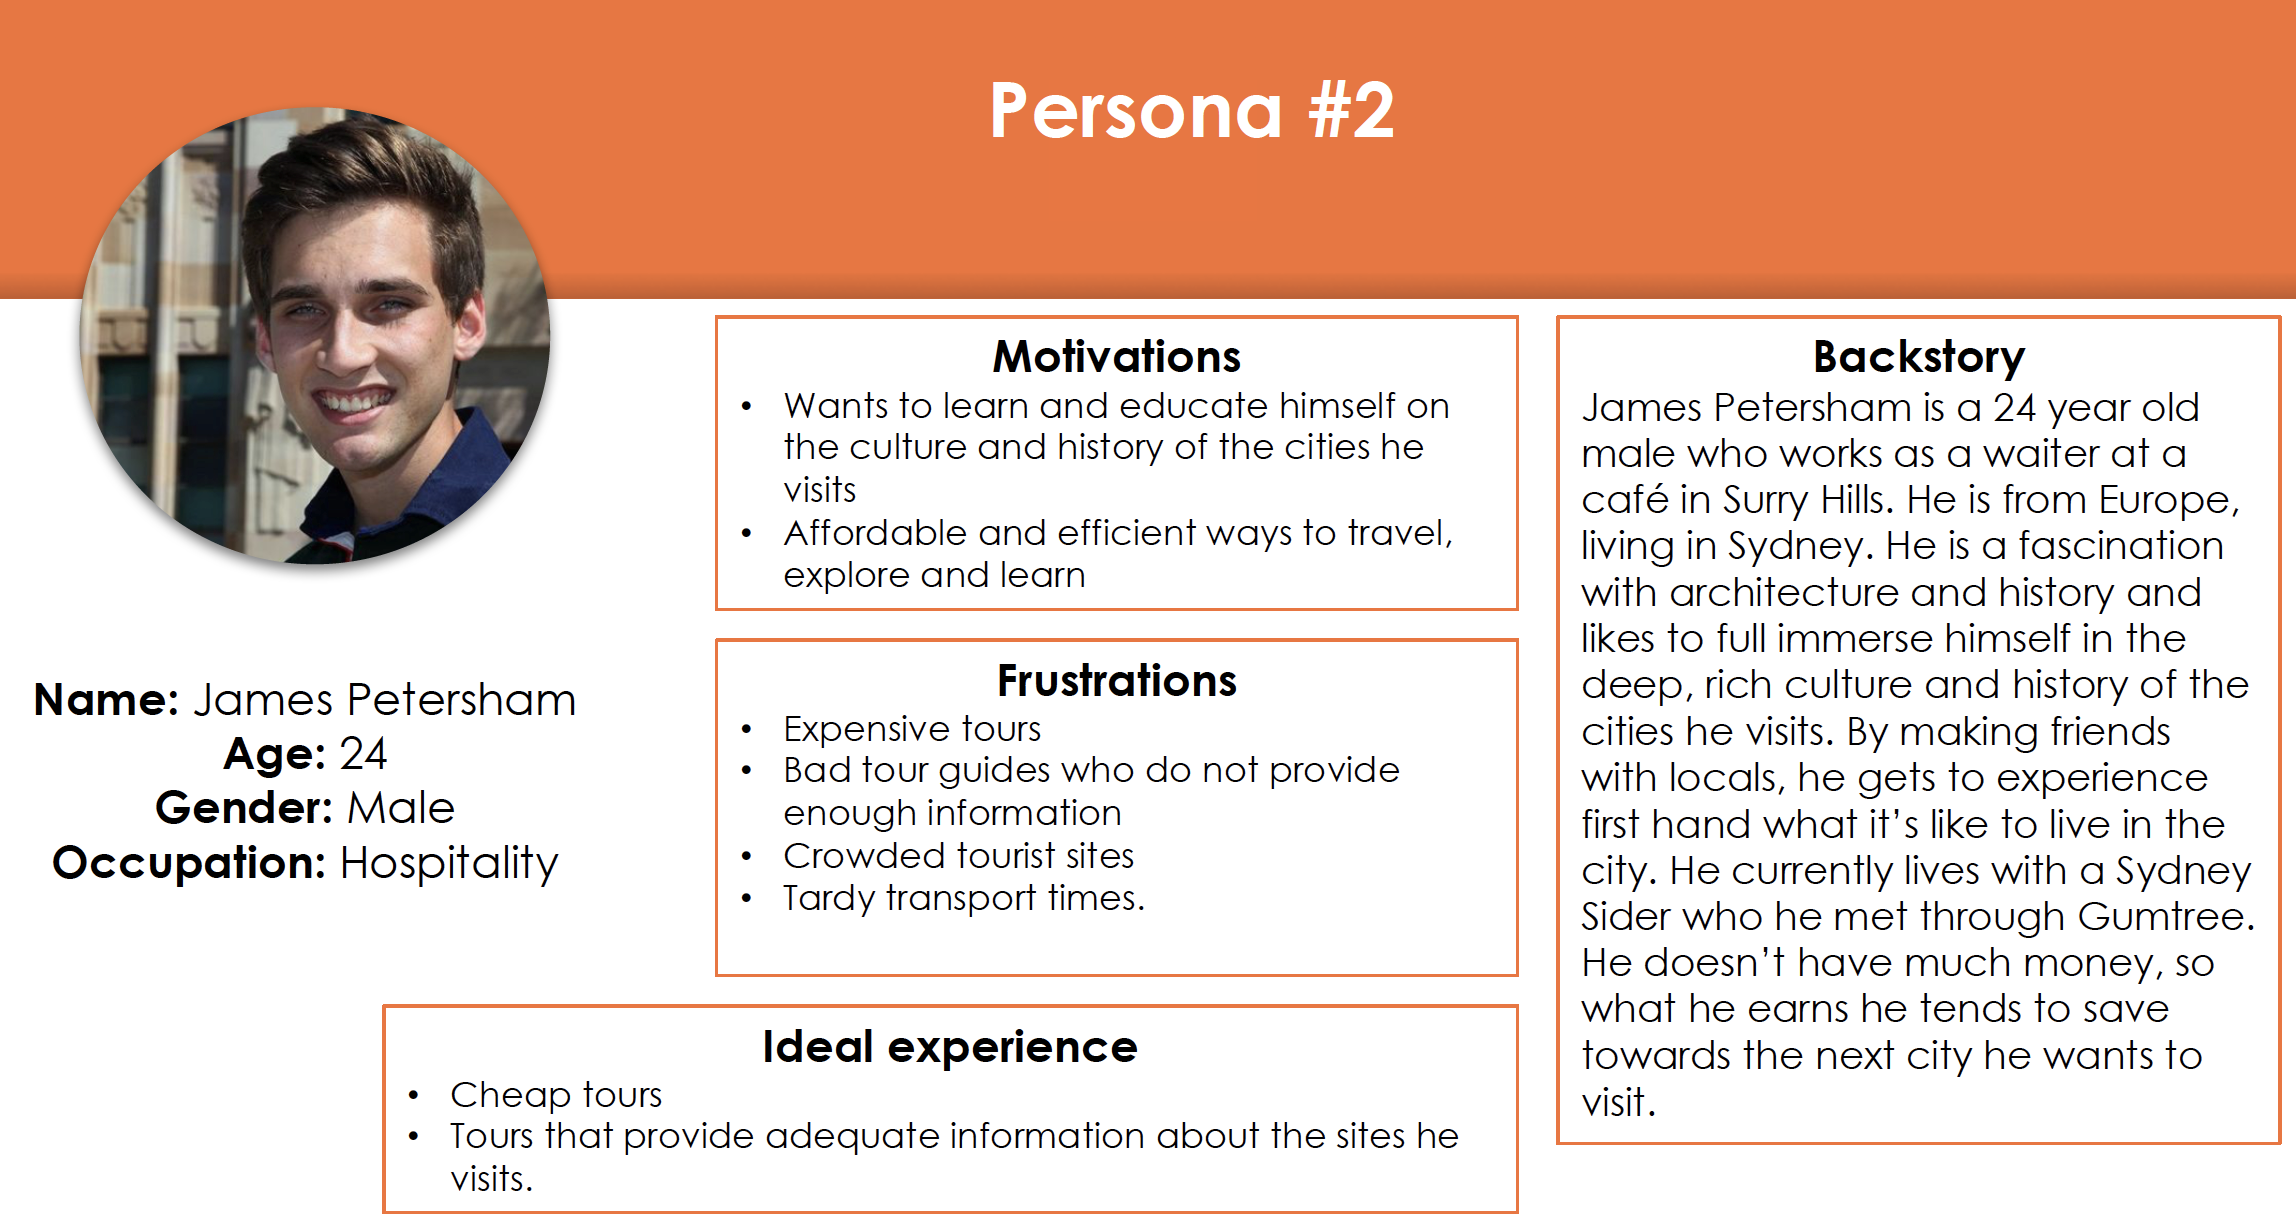 Persona #2
Name: James Petersham
Age: 24
Gender: Male
Occupation: Hospitality
Motivations
• Wants to learn and educate himself on
the culture and history of the cities he
visits
• Affordable and efficient ways to travel,
explore and learn
Frustrations
• Expensive tours
• Bad tour guides who do not provide
enough information
• Crowded tourist sites
• Tardy transport times.
Ideal experience
• Cheap tours
• Tours that provide adequate information about the sites he
visits.
Backstory
James Petersham is a 24 year old
male who works as a waiter at a
café in Surry Hills. He is from Europe,
living in Sydney. He is a fascination
with architecture and history and
likes to full immerse himself in the
deep, rich culture and history of the
cities he visits. By making friends
with locals, he gets to experience
first hand what it’s like to live in the
city. He currently lives with a Sydney
Sider who he met through Gumtree.
He doesn’t have much money, so
what he earns he tends to save
towards the next city he wants to
visit.